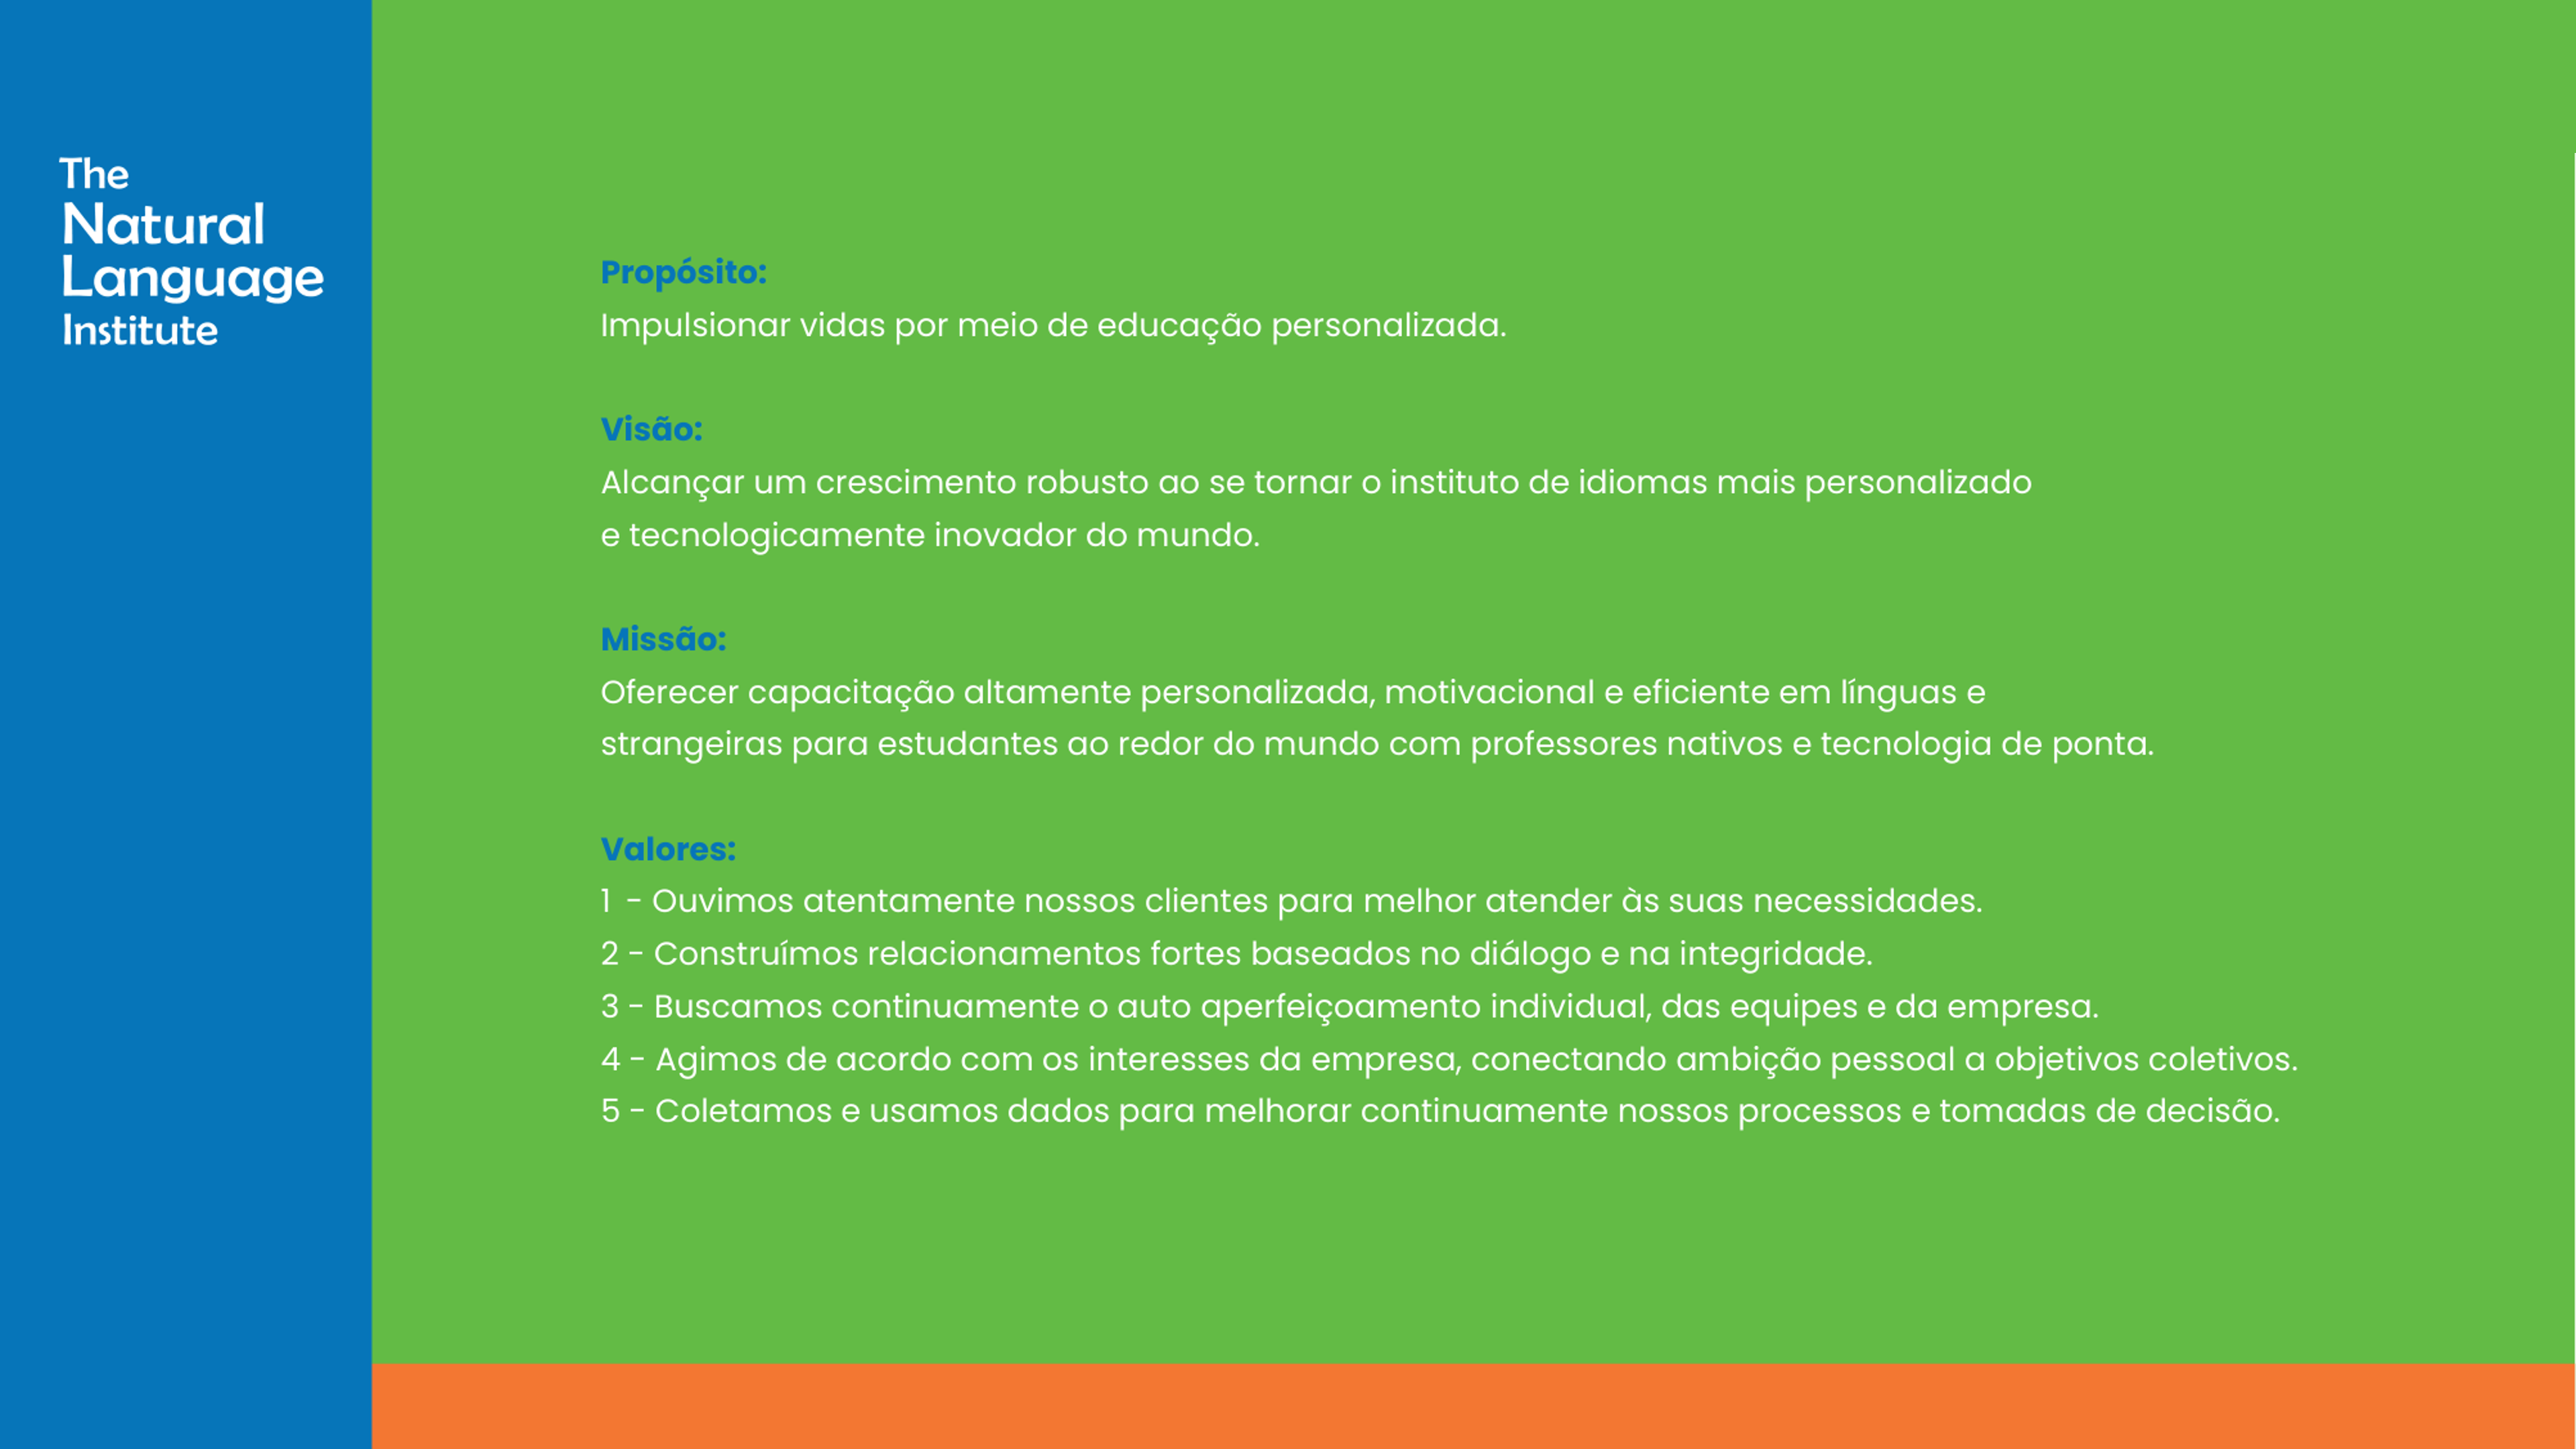 The
Natural
Language
Institute
Propósito:
Impulsionar vidas por meio de educação personalizada.
Visão:
Alcançar um crescimento robusto ao se tornar o instituto de idiomas mais personalizado
e tecnologicamente inovador do mundo.
Missão:
Oferecer capacitação altamente personalizada, motivacional e eficiente em línguas e
strangeiras para estudantes ao redor do mundo com professores nativos e tecnologia de ponta.
Valores:
1 - Ouvimos atentamente nossos clientes para melhor atender às suas necessidades.
2 - Construímos relacionamentos fortes baseados no diálogo e na integridade.
3 - Buscamos continuamente o auto aperfeiçoamento individual, das equipes e da empresa.
4 - Agimos de acordo com os interesses da empresa, conectando ambição pessoal a objetivos coletivos.
5 - Coletamos e usamos dados para melhorar continuamente nossos processos e tomadas de decisão.